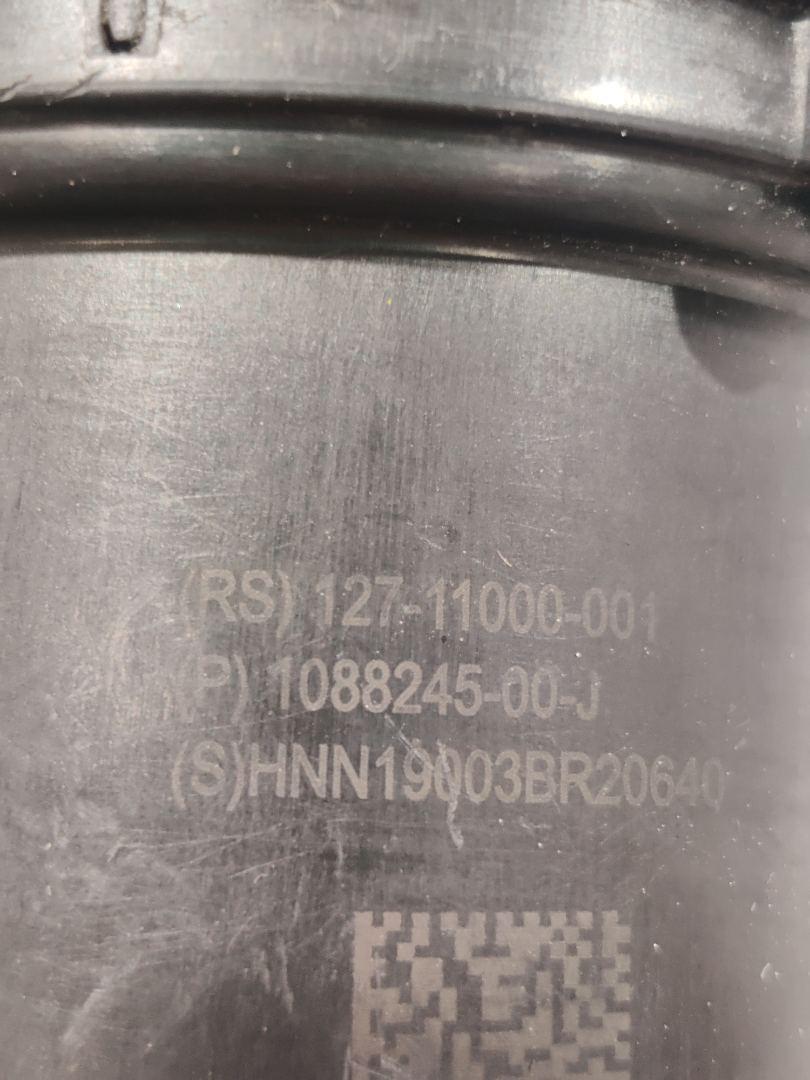 (RS) 127-11000-001
(P) 1088245-00-J
(S)HNN19003BR20640